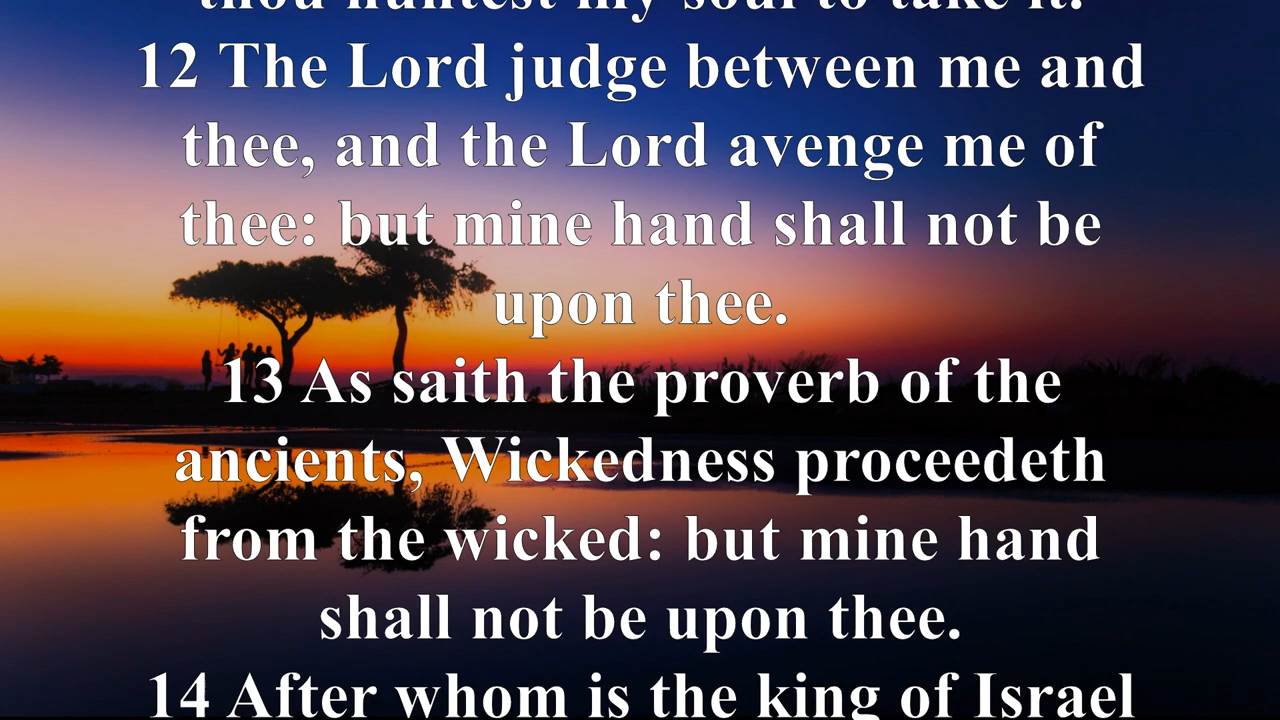 thou huntest my soul to take it.
12 The Lord judge between me and
thee, and the Lord avenge me of
thee: but mine hand shall not be
upon thee.
13 As saith the proverb of the
ancients, Wickedness proceedeth
from the wicked: but mine hand
shall not be upon thee.
14 After whom is the king of Israel